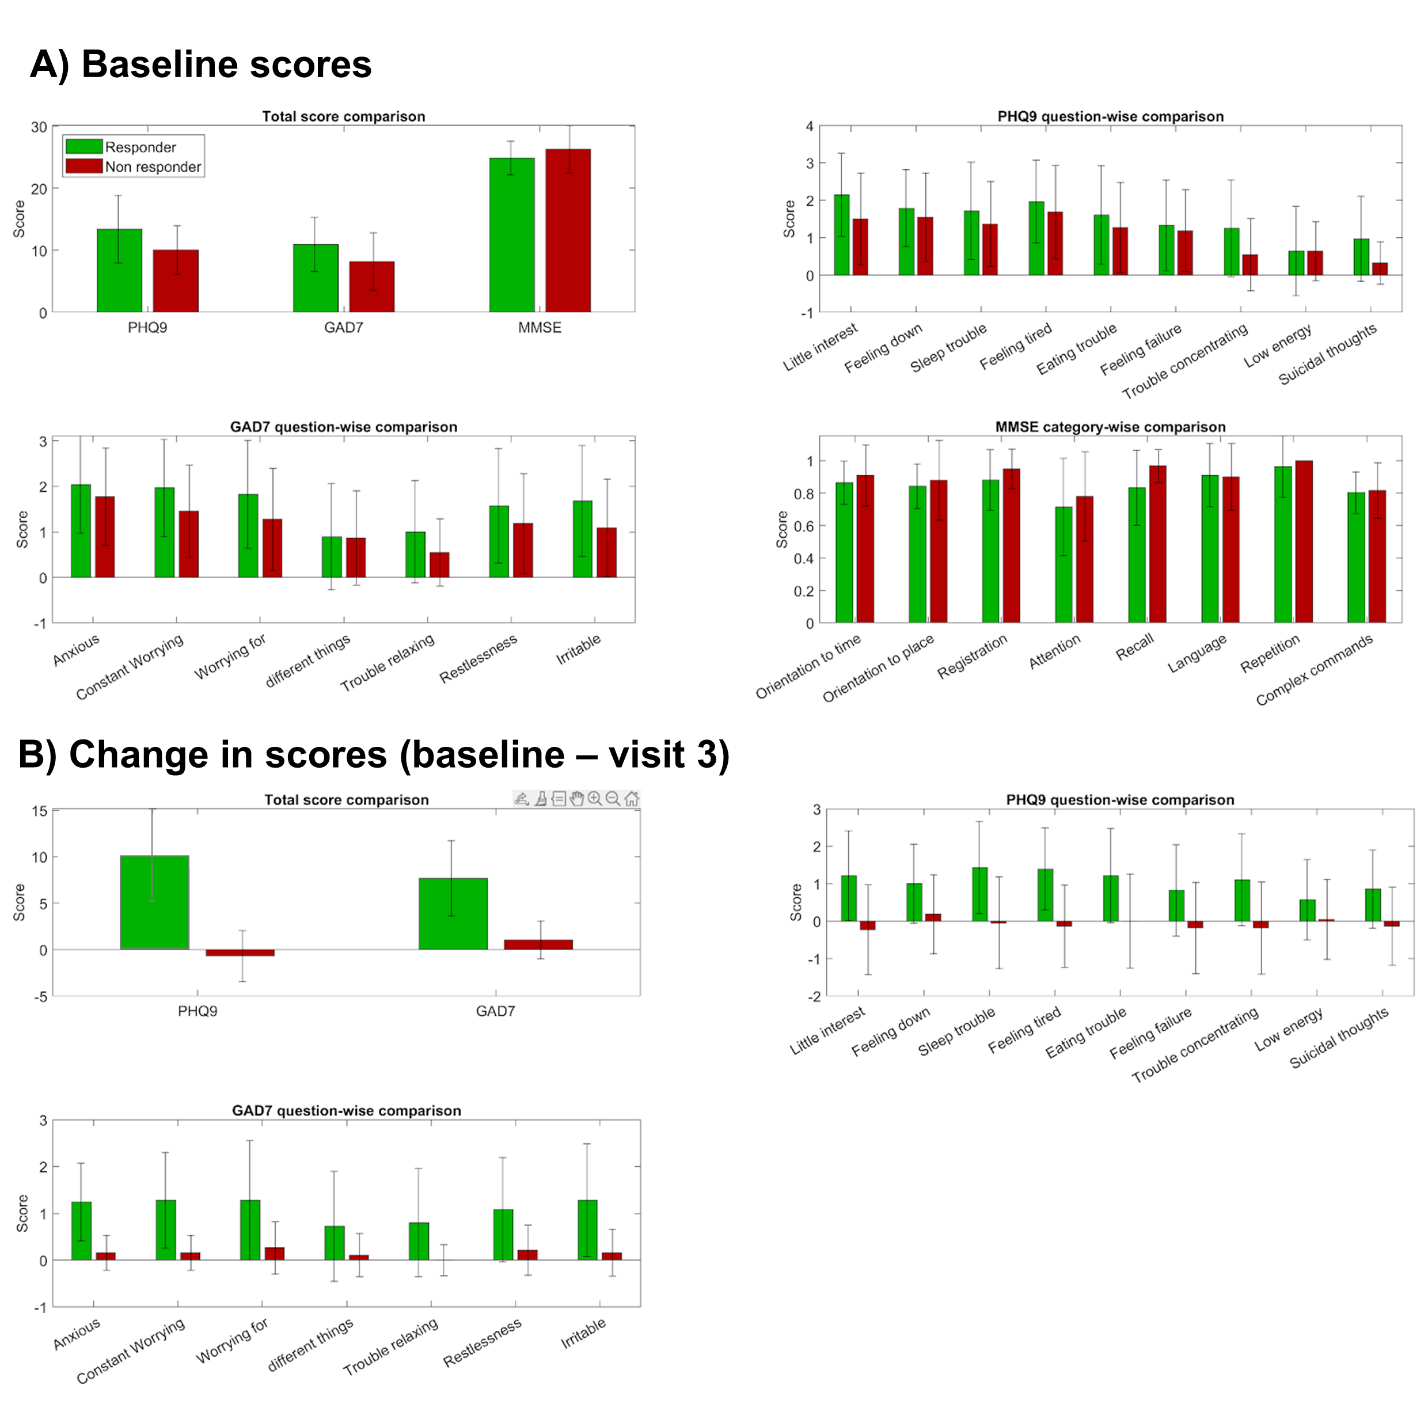 A) Baseline scores
Total score comparison
30
20
10
0
Score
Responder
Non responder
PHQ9
GAD7
MMSE
PHQ9 question-wise comparison
4
3
2
1
0
-1
Score
Little interest
Feeling down
Sleep trouble
Feeling tired
Eating trouble
Feeling failure
Trouble concentrating
Low energy
Suicidal thoughts
GAD7 question-wise comparison
3
2
1
0
-1
Score
Anxious
Constant Worrying
Worrying for
different things
Trouble relaxing
Restlessness
Irritable
MMSE category-wise comparison
1
0.8
0.6
0.4
0.2
0
Score
Orientation to time
Orientation to place
Registration
Attention
Recall
Language
Repetition
Complex commands
B) Change in scores (baseline – visit 3)
Total score comparison
15
10
5
0
-5
Score
PHQ9
GAD7
PHQ9 question-wise comparison
3
2
1
0
-1
-2
Score
Little interest
Feeling down
Sleep trouble
Feeling tired
Eating trouble
Feeling failure
Trouble concentrating
Low energy
Suicidal thoughts
GAD7 question-wise comparison
3
2
1
0
-1
Score
Anxious
Constant Worrying
Worrying for
different things
Trouble relaxing
Restlessness
Irritable